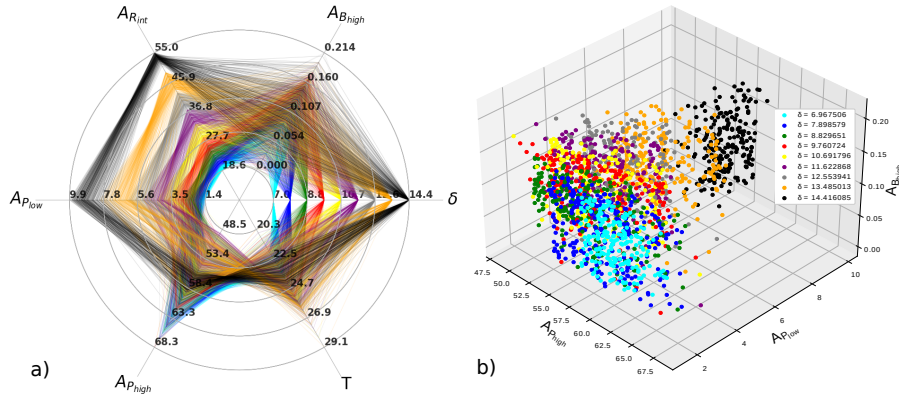 A_{R_{int}}
A_{B_{high}}
55.0
0.214
45.9
0.160
36.8
0.107
27.7
0.054
18.6
0.000
A_{P_{low}}
9.9 7.8 5.6 3.5 1.4
7.0 8.8 14.4
δ
48.5 20.3
53.4 22.5
58.4 24.7
63.3 26.9
68.3 29.1
A_{P_{high}}
T
a)
δ = 6.967506
δ = 7.898579
δ = 8.829651
δ = 9.760724
δ = 10.691796
δ = 11.622868
δ = 12.553941
δ = 13.485013
δ = 14.416085
0.20
0.15
0.10
0.05
0.00
A_{B_{high}}
47.5
50.0
52.5
55.0
57.5
60.0
62.5
65.0
67.5
A_{P_{high}}
2
4
6
8
10
A_{P_{low}}
b)